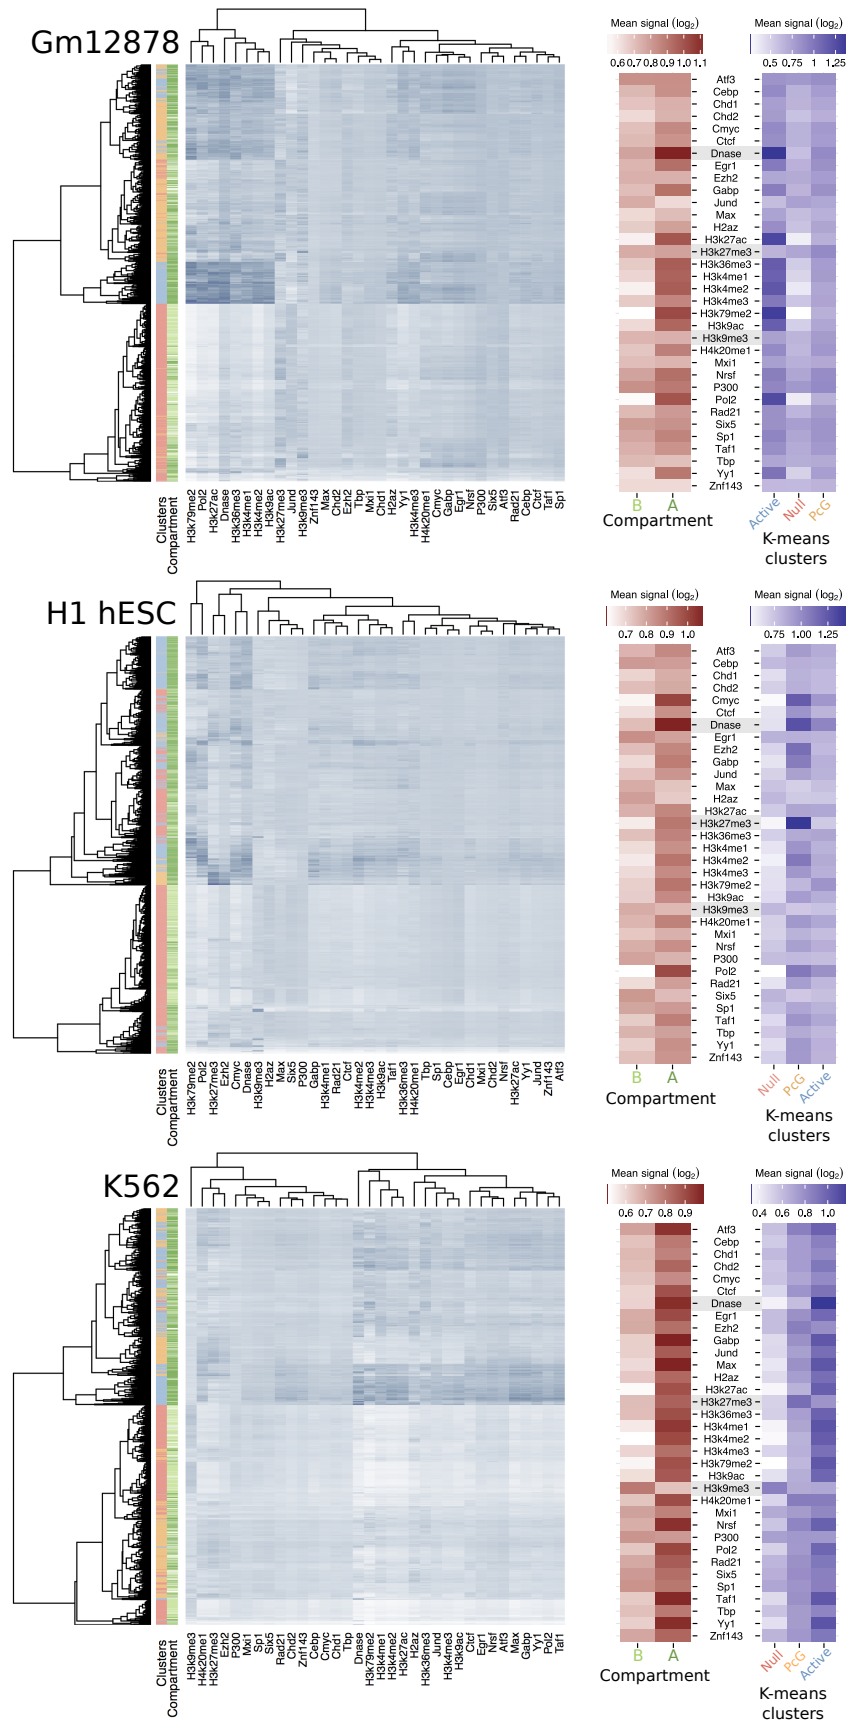 Gm12878
Mean signal (log2)
0.6 0.7 0.8 0.9 1.0 1.1
Mean signal (log2)
0.5 1 1.25
Atf3
Cebp
Chd1
Chd2
Cmyc
Ctcf
Dnase
Egr1
Ezh2
Gabp
Jund
Max
H2az
H3k27ac
H3k27me3
H3k36me3
H3k4me1
H3k4me2
H3k4me3
H3k79me2
H3k9ac
H3k9me3
H4k20me1
Mxi1
Nrsf
P300
Pol2
Rad21
Six5
Sp1
Taf1
Tbp
Yy1
Znf143
Clusters
Compartment
H3k79me2
Pol2
H3k27ac
Dnase
H3k36me3
H3k4me1
H3k4me2
H3k9ac
H3k27me3
Jund
H3k9me3
Znf143
Max
Chd2
Ezh2
Tbp
Mxi1
Chd1
H2az
Yy1
H3k4me3
H4k20me1
Cmyc
Gabp
Egr1
Nrsf
P300
Six5
Atf3
Rad21
Cebp
Ctcf
Taf1
Sp1
B A
Compartment
Active Null PcG
K-means
clusters
H1 hESC
Mean signal (log2)
0.7 0.8 0.9 1.0
Mean signal (log2)
0.75 1.00 1.25
Atf3
Cebp
Chd1
Chd2
Cmyc
Ctcf
Dnase
Egr1
Ezh2
Gabp
Jund
Max
H2az
H3k27ac
H3k27me3
H3k36me3
H3k4me1
H3k4me2
H3k4me3
H3k79me2
H3k9ac
H3k9me3
H4k20me1
Mxi1
Nrsf
P300
Pol2
Rad21
Six5
Sp1
Taf1
Tbp
Yy1
Znf143
Clusters
Compartment
H3k79me2
Pol2
H3k27me3
Ezh2
Cmyc
Dnase
H3k9me3
H2az
Max
Six5
P300
Gabp
H3k4me1
Rad21
Ctcf
H3k4me2
H3k4me3
H3k9ac
Taf1
H3k36me3
H4k20me1
Tbp
Sp1
Cebp
Egr1
Chd1
Mxi1
Chd2
Nrsf
H3k27ac
Yy1
Jund
Znf143
Atf3
B A
Compartment
Null PcG Active
K-means
clusters
K562
Mean signal (log2)
0.6 0.7 0.8 0.9
Mean signal (log2)
0.4 0.6 0.8 1.0
Atf3
Cebp
Chd1
Chd2
Cmyc
Ctcf
Dnase
Egr1
Ezh2
Gabp
Jund
Max
H2az
H3k27ac
H3k27me3
H3k36me3
H3k4me1
H3k4me2
H3k4me3
H3k79me2
H3k9ac
H3k9me3
H4k20me1
Mxi1
Nrsf
P300
Pol2
Rad21
Six5
Sp1
Taf1
Tbp
Yy1
Znf143
Clusters
Compartment
H3k9me3
H4k20me1
H3k27me3
Ezh2
P300
Mxi1
Sp1
Six5
Rad21
Chd2
Znf143
Cebp
Cmyc
Chd1
Tbp
Dnase
H3k79me2
H3k4me1
H3k4me2
H3k27ac
H2az
H3k36me3
Jund
H3k4me3
H3k9ac
Ctcf
Egr1
Nrsf
Atf3
Max
Gabp
Yy1
Pol2
Taf1
B A
Compartment
Null PcG Active
K-means
clusters